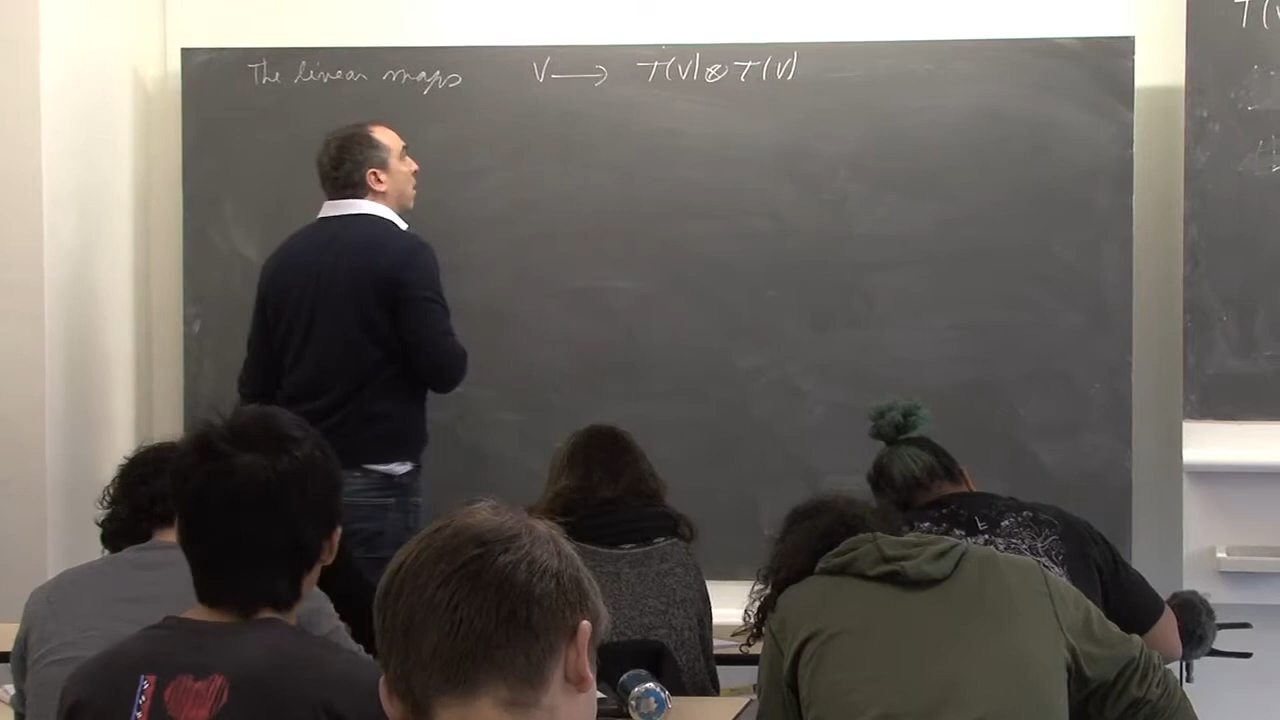 The linear maps V ⟶ T(V) ⊗ T(V)
T(V